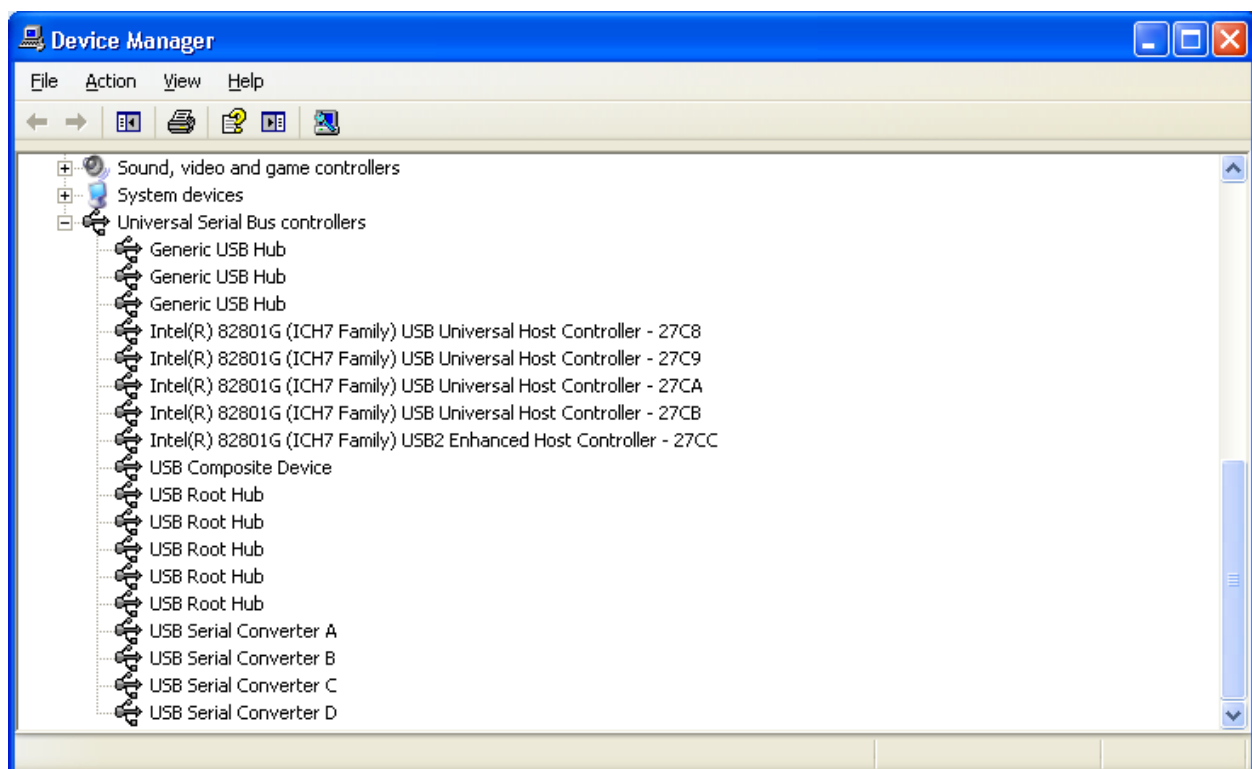 Device Manager
File Action View Help
Sound, video and game controllers
System devices
Universal Serial Bus controllers
Generic USB Hub
Generic USB Hub
Generic USB Hub
Intel(R) 82801G (ICH7 Family) USB Universal Host Controller - 27C8
Intel(R) 82801G (ICH7 Family) USB Universal Host Controller - 27C9
Intel(R) 82801G (ICH7 Family) USB Universal Host Controller - 27CA
Intel(R) 82801G (ICH7 Family) USB Universal Host Controller - 27CB
Intel(R) 82801G (ICH7 Family) USB2 Enhanced Host Controller - 27CC
USB Composite Device
USB Root Hub
USB Root Hub
USB Root Hub
USB Root Hub
USB Root Hub
USB Serial Converter A
USB Serial Converter B
USB Serial Converter C
USB Serial Converter D